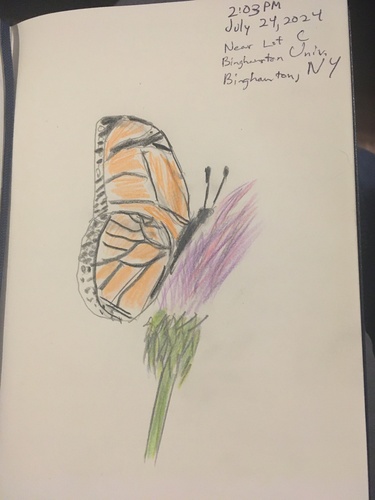 2:03 PM
July 24, 2024
Near Lot C
Binghamton Univ.
Binghamton, NY